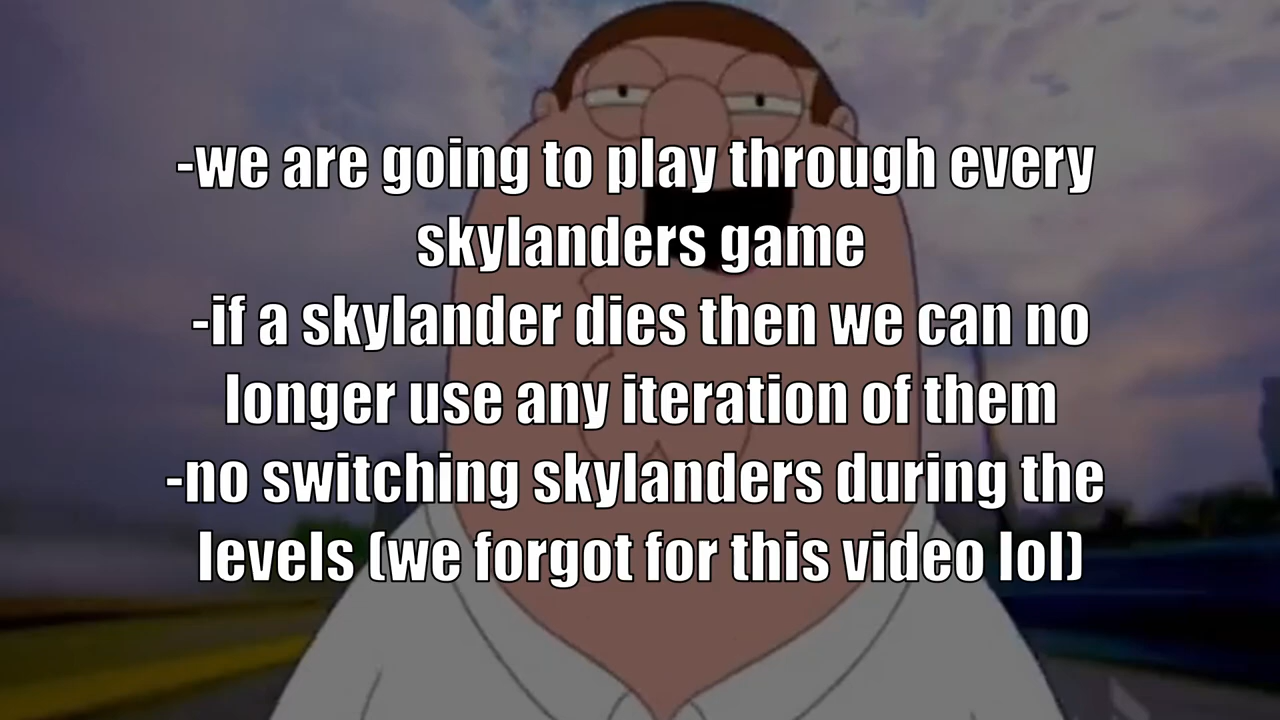 -we are going to play through every
skylanders game
-if a skylander dies then we can no
longer use any iteration of them
-no switching skylanders during the
levels (we forgot for this video lol)